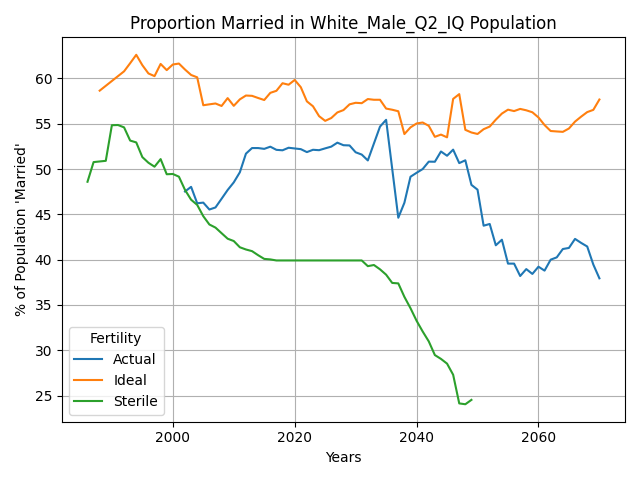 Proportion Married in White_Male_Q2_IQ Population
% of Population 'Married'
60
55
50
45
40
35
30
25
Fertility
Actual
Ideal
Sterile
2000
2020
2040
2060
Years